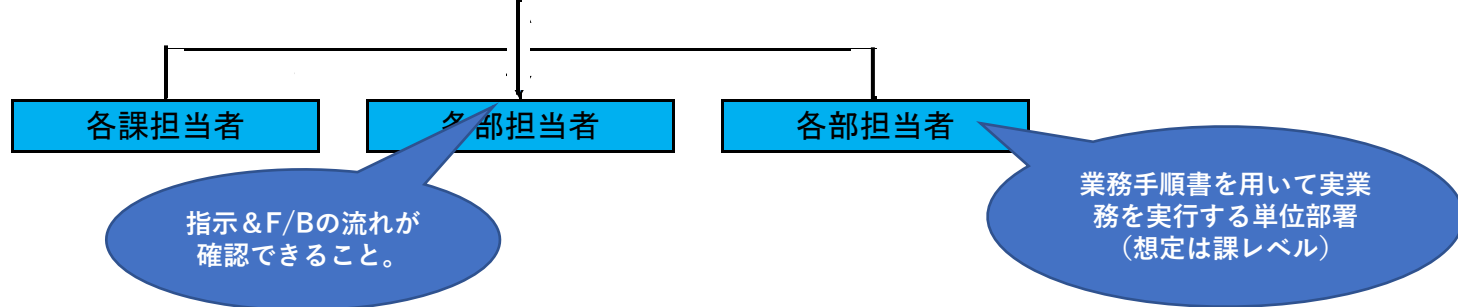 各課担当者
各部担当者
各部担当者
指示&F/Bの流れが
確認できること。
業務手順書を用いて実業
務を実行する単位部署
(想定は課レベル)